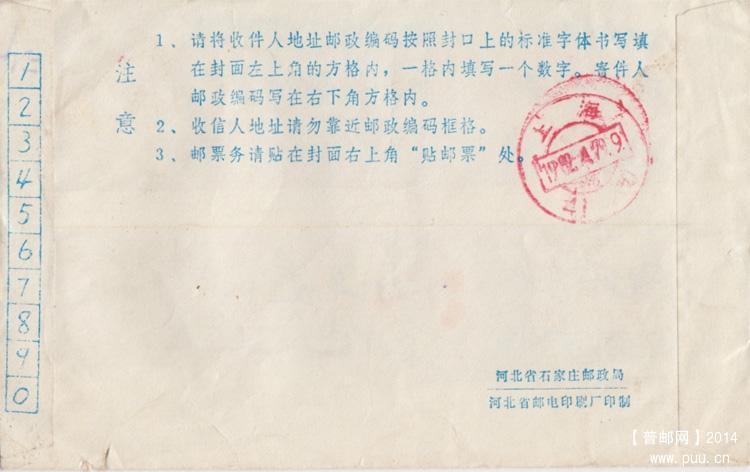 注意
1、请将收件人地址邮政编码按照封口上的标准字体书写填
在封面左上角的方格内，一格内填写一个数字。寄件人
邮政编码写在右下角方格内。
2、收信人地址请勿靠近邮政编码框格。
3、邮票务请贴在封面右上角“贴邮票”处。
1
2
3
4
5
6
7
8
9
0
上海
河北省石家庄邮政局
河北省邮电印刷厂印制
【普邮网】2014
www.puu.cn